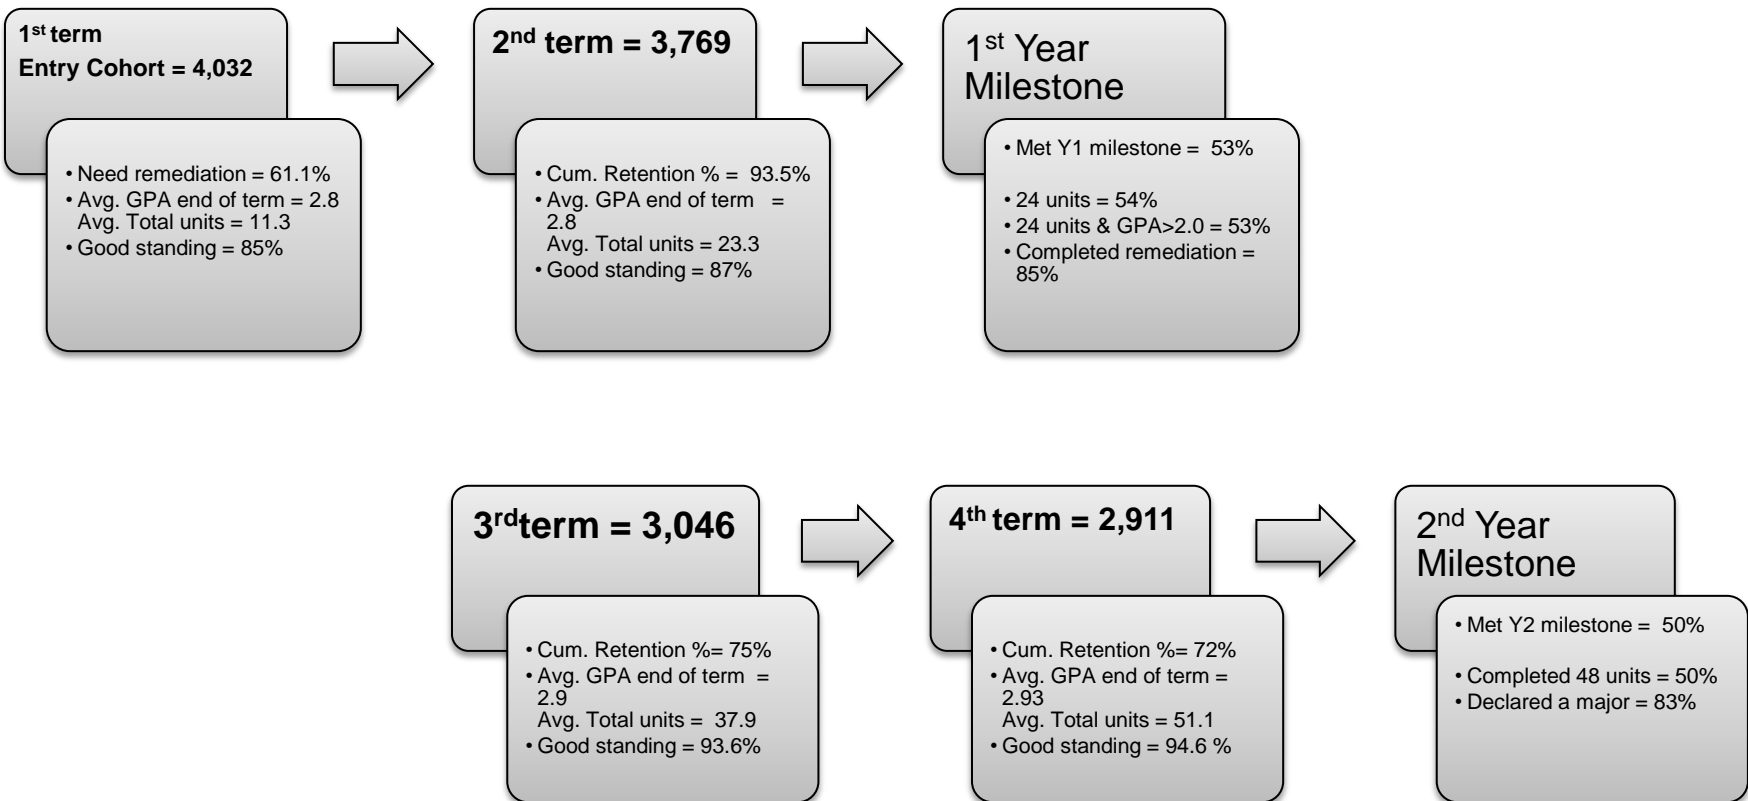 1st term
Entry Cohort = 4,032
• Need remediation = 61.1%
• Avg. GPA end of term = 2.8
Avg. Total units = 11.3
• Good standing = 85%
2nd term = 3,769
• Cum. Retention % = 93.5%
• Avg. GPA end of term =
2.8
Avg. Total units = 23.3
• Good standing = 87%
1st Year
Milestone
• Met Y1 milestone = 53%
• 24 units = 54%
• 24 units & GPA>2.0 = 53%
• Completed remediation =
85%
3rdterm = 3,046
• Cum. Retention %= 75%
• Avg. GPA end of term =
2.9
Avg. Total units = 37.9
• Good standing = 93.6%
4th term = 2,911
• Cum. Retention %= 72%
• Avg. GPA end of term =
2.93
Avg. Total units = 51.1
• Good standing = 94.6 %
2nd Year
Milestone
• Met Y2 milestone = 50%
• Completed 48 units = 50%
• Declared a major = 83%